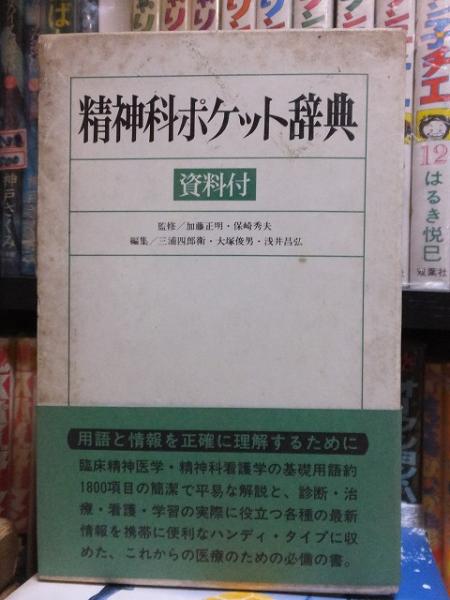 精神科ポケット辞典
資料付
監修/加藤正明・保崎秀夫
編集/三浦四郎衛・大塚俊男・浅井昌弘
用語と情報を正確に理解するために
臨床精神医学・精神科看護学の基礎用語約
1800項目の簡潔で平易な解説と、診断・治
療・看護・学習の実際に役立つ各種の最新
情報を携帯に便利なハンディ・タイプに収
めた、これからの医療のための必備の書。
12
はるき悦巳
双葉社